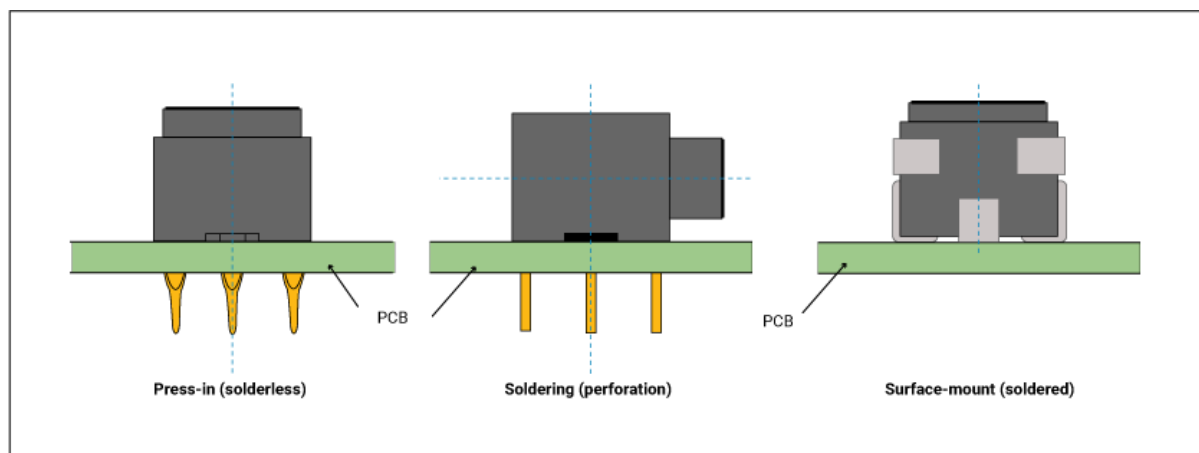 PCB
PCB
Press-in (solderless)
Soldering (perforation)
Surface-mount (soldered)